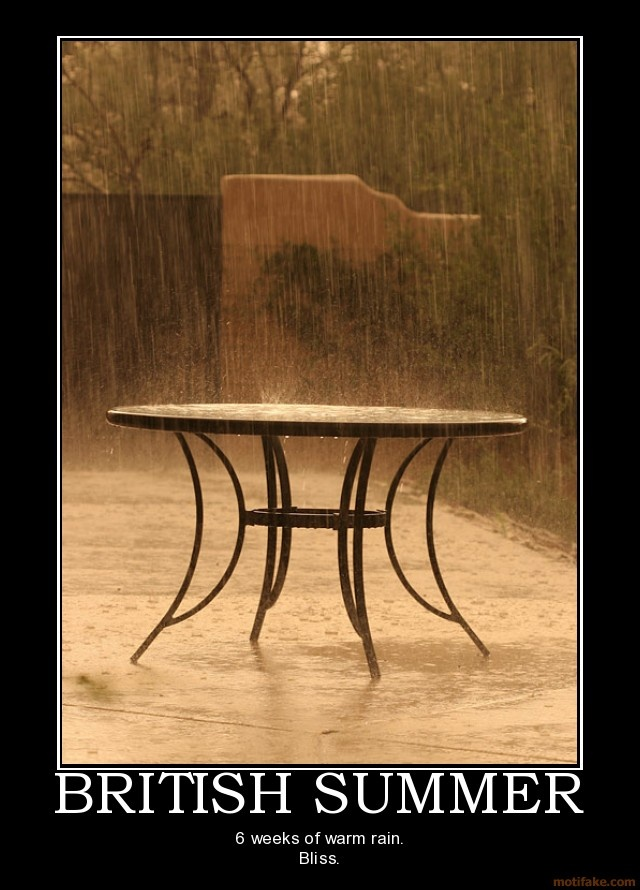 BRITISH SUMMER
6 weeks of warm rain.
Bliss.
motifake.com